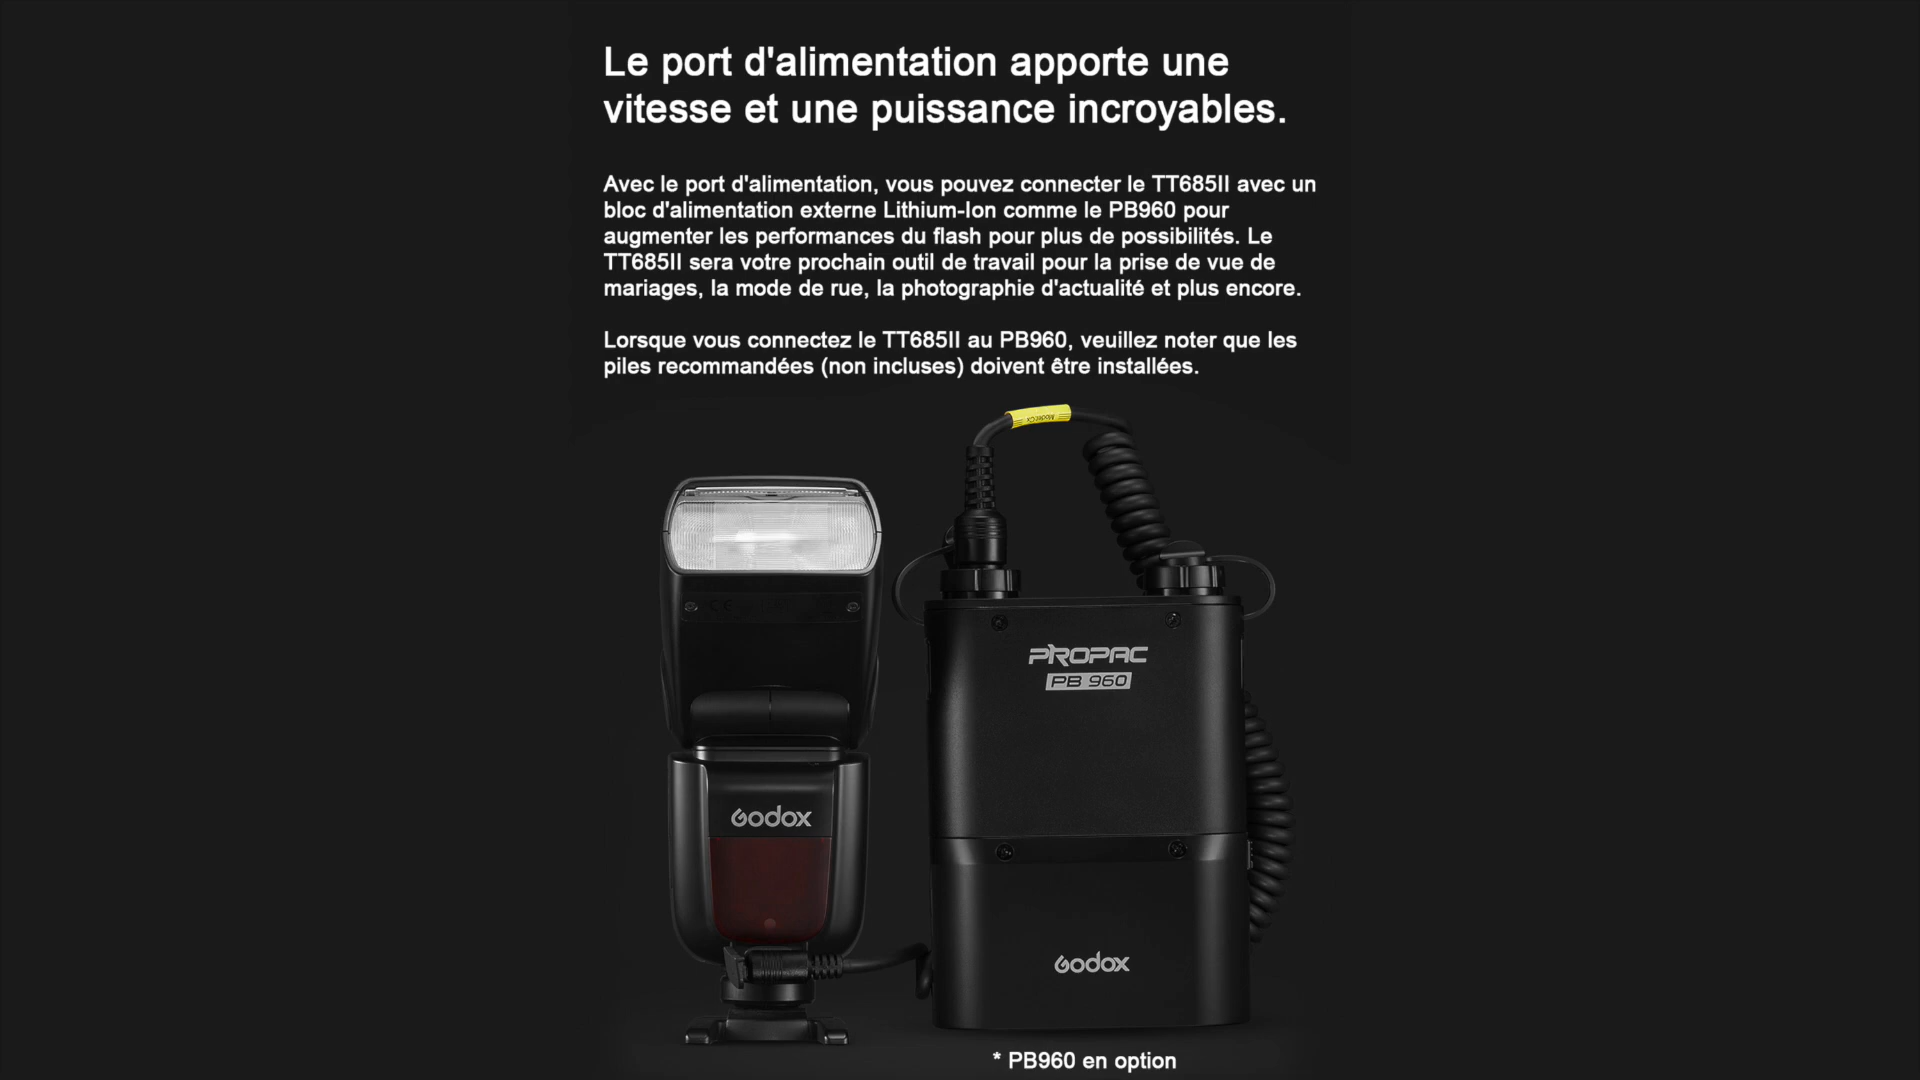 Le port d'alimentation apporte une
vitesse et une puissance incroyables.
Avec le port d'alimentation, vous pouvez connecter le TT685II avec un
bloc d'alimentation externe Lithium-Ion comme le PB960 pour
augmenter les performances du flash pour plus de possibilités. Le
TT685II sera votre prochain outil de travail pour la prise de vue de
mariages, la mode de rue, la photographie d'actualité et plus encore.
Lorsque vous connectez le TT685II au PB960, veuillez noter que les
piles recommandées (non incluses) doivent être installées.
Model:Cx
PROPAC
PB 960
Godox
Godox
* PB960 en option